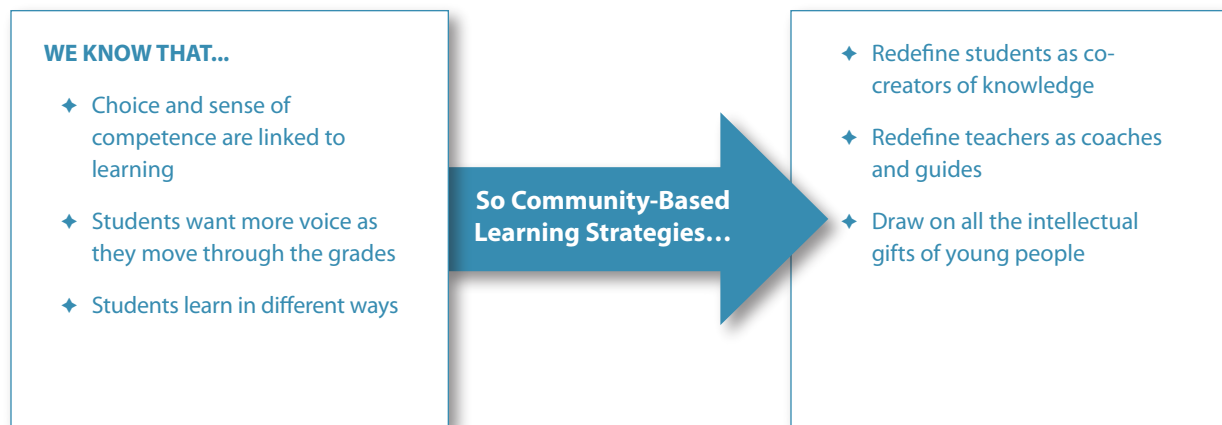 WE KNOW THAT...
✦ Choice and sense of
competence are linked to
learning
✦ Students want more voice as
they move through the grades
✦ Students learn in different ways
So Community-Based
Learning Strategies…
✦ Redefine students as co-
creators of knowledge
✦ Redefine teachers as coaches
and guides
✦ Draw on all the intellectual
gifts of young people